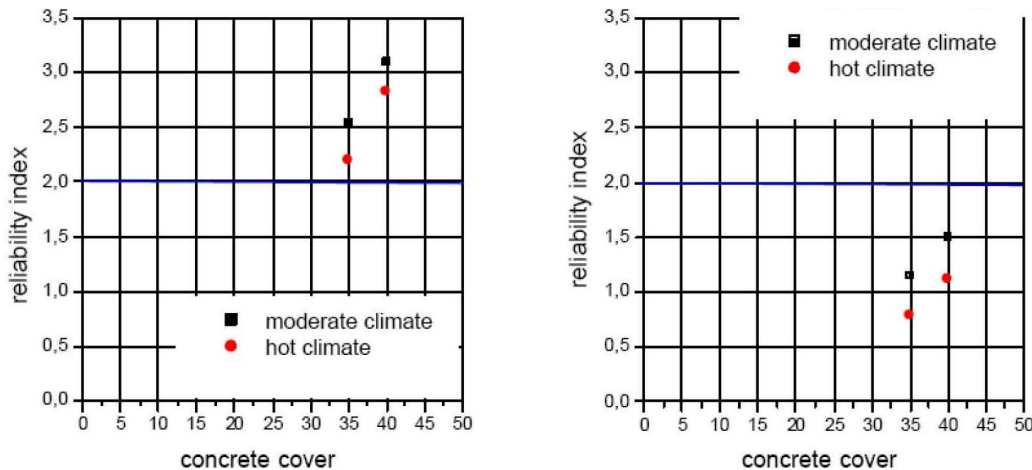 3,5
3,0
2,5
2,0
1,5
1,0
0,5
0,0
reliability index
moderate climate
hot climate
0 5 10 15 20 25 30 35 40 45 50
concrete cover
3,5
3,0
2,5
2,0
1,5
1,0
0,5
0,0
reliability index
moderate climate
hot climate
0 5 10 15 20 25 30 35 40 45 50
concrete cover